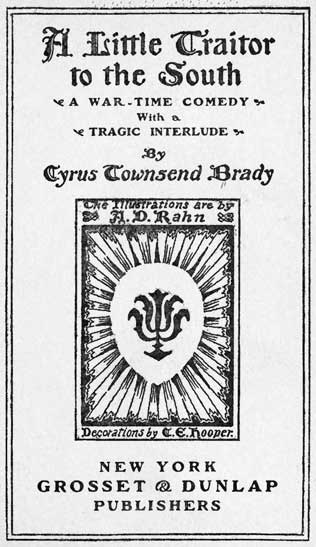 A Little Traitor
to the South
A WAR-TIME COMEDY
With a
TRAGIC INTERLUDE
By
Cyrus Townsend Brady
The Illustrations are by
A. D. Rahn
Decorations by C. E. Hooper.
NEW YORK
GROSSET & DUNLAP
PUBLISHERS